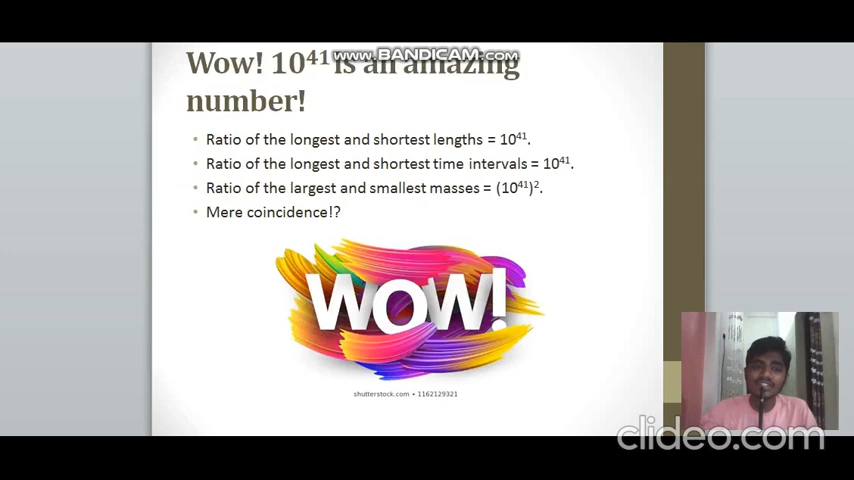 www.BANDICAM.com
Wow! 10⁴¹ is an amazing
number!
• Ratio of the longest and shortest lengths = 10⁴¹.
• Ratio of the longest and shortest time intervals = 10⁴¹.
• Ratio of the largest and smallest masses = (10⁴¹)².
• Mere coincidence!?
WOW!
shutterstock.com • 1162129321
clideo.com